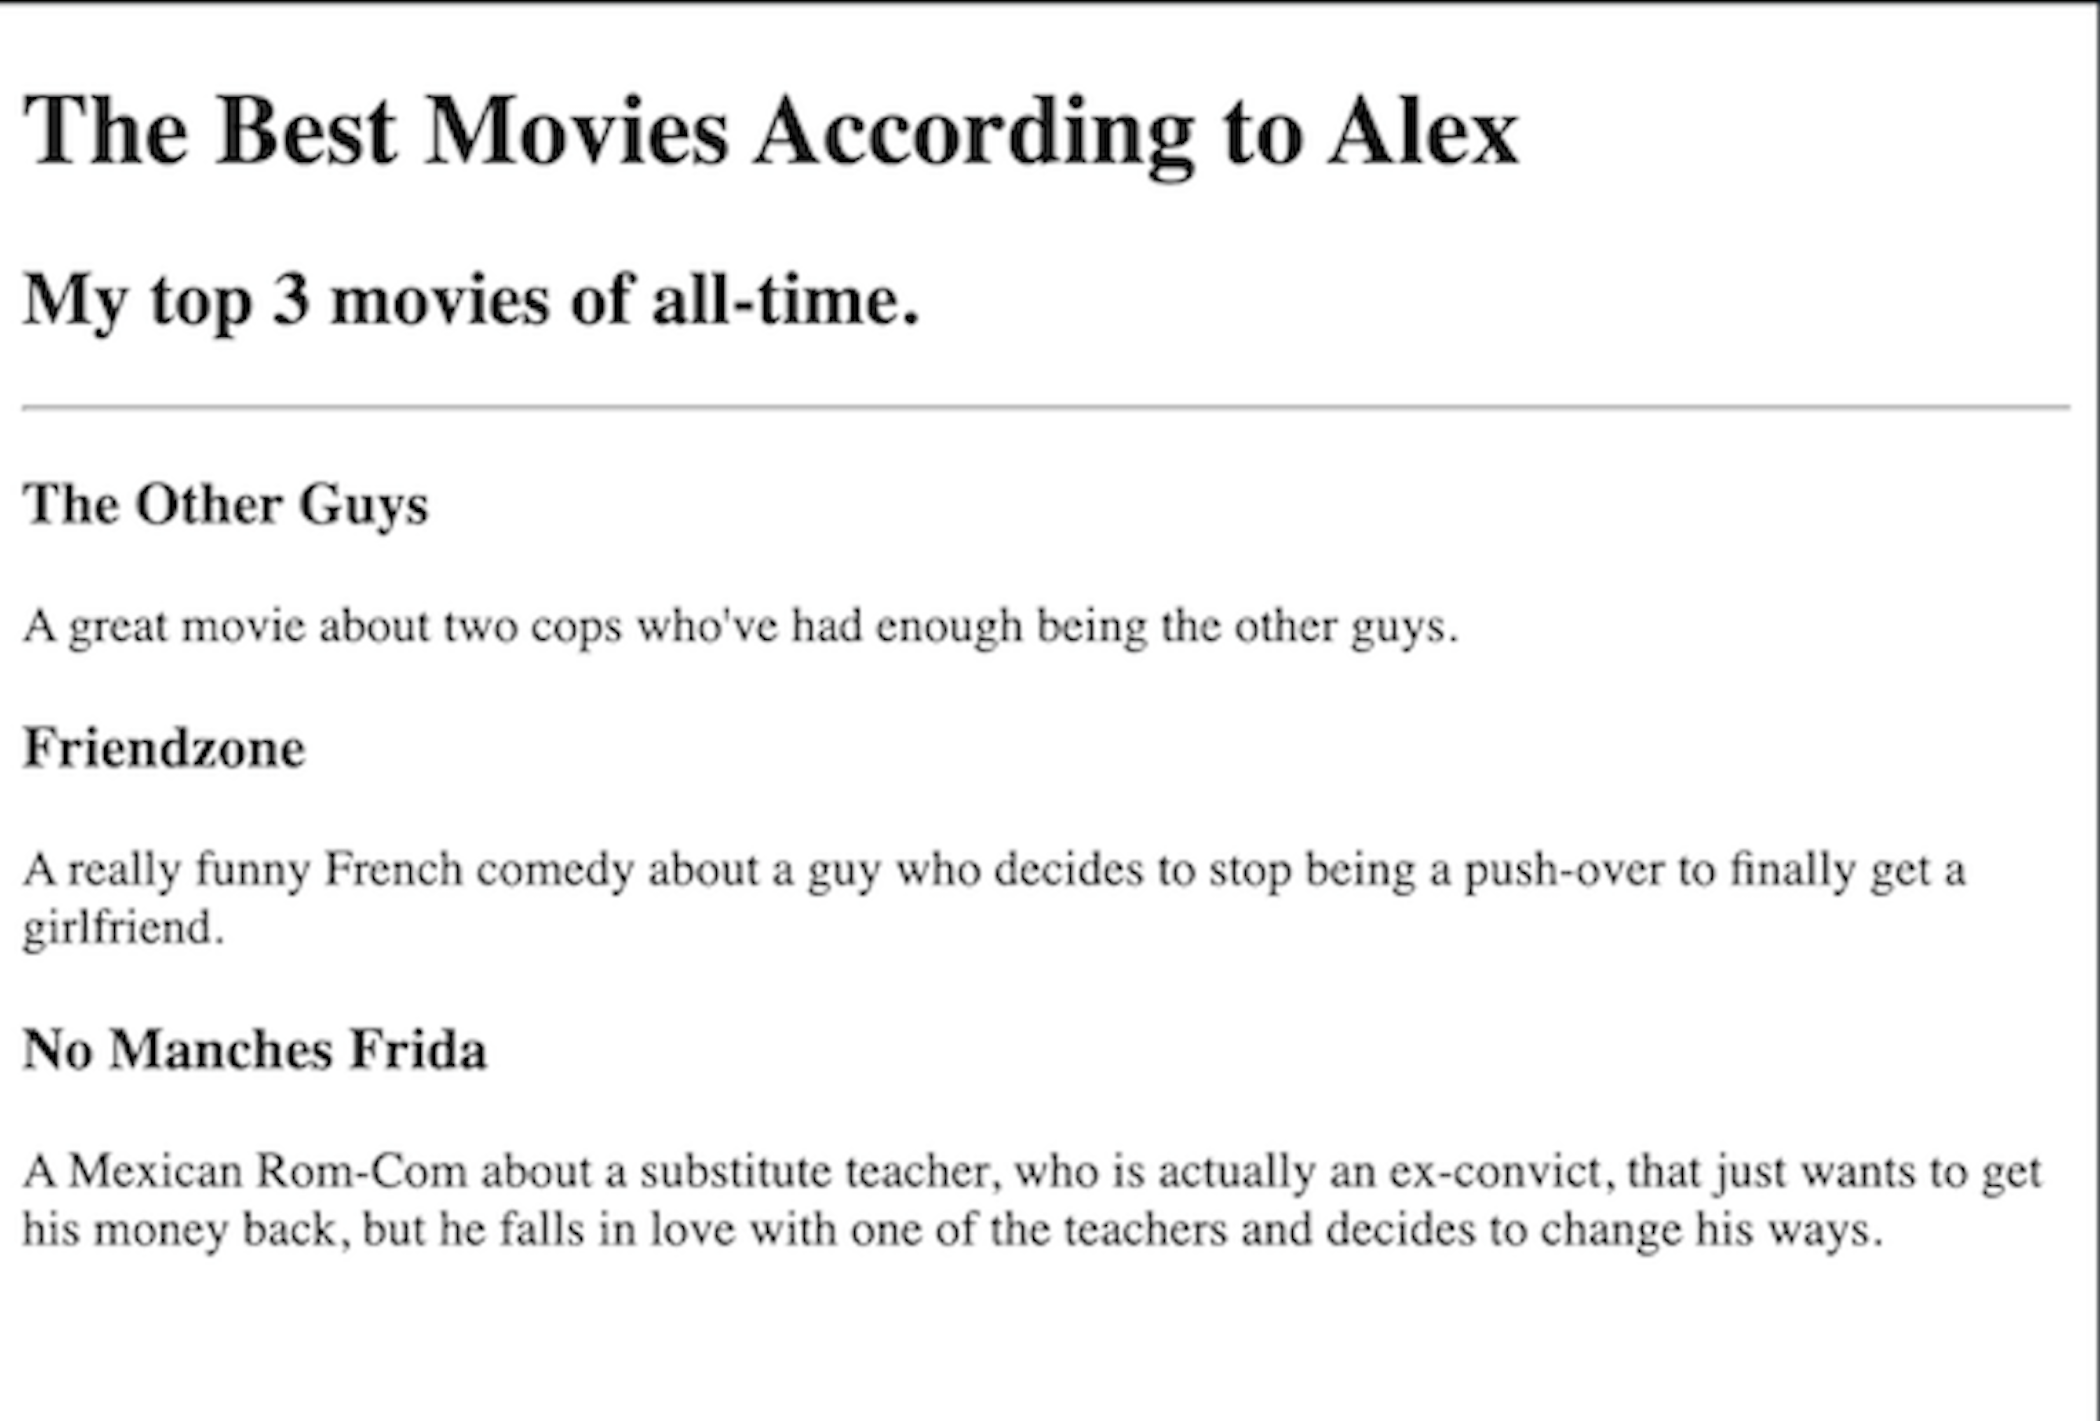 The Best Movies According to Alex
My top 3 movies of all-time.
The Other Guys
A great movie about two cops who've had enough being the other guys.
Friendzone
A really funny French comedy about a guy who decides to stop being a push-over to finally get a
girlfriend.
No Manches Frida
A Mexican Rom-Com about a substitute teacher, who is actually an ex-convict, that just wants to get
his money back, but he falls in love with one of the teachers and decides to change his ways.